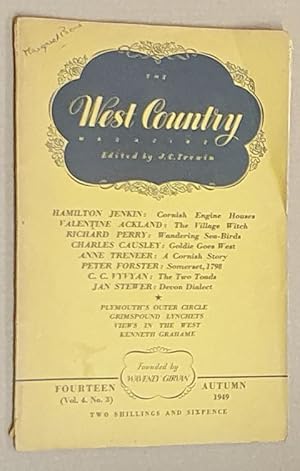 THE
West Country
MAGAZINE
Edited by J.C. Trewin
HAMILTON JENKIN: Cornish Engine Houses
VALENTINE ACKLAND: The Village Witch
RICHARD PERRY: Wandering Sea-Birds
CHARLES CAUSLEY: Goldie Goes West
ANNE TRENEER: A Cornish Story
PETER FORSTER: Somerset, 1798
C. C. VYVYAN: The Two Toads
JAN STEWER: Devon Dialect
★
PLYMOUTH'S OUTER CIRCLE
GRIMSPOUND LYNCHETS
VIEWS IN THE WEST
KENNETH GRAHAME
Founded by
WAVENEY GIRVAN
FOURTEEN
(Vol. 4. No. 3)
AUTUMN
1949
TWO SHILLINGS AND SIXPENCE